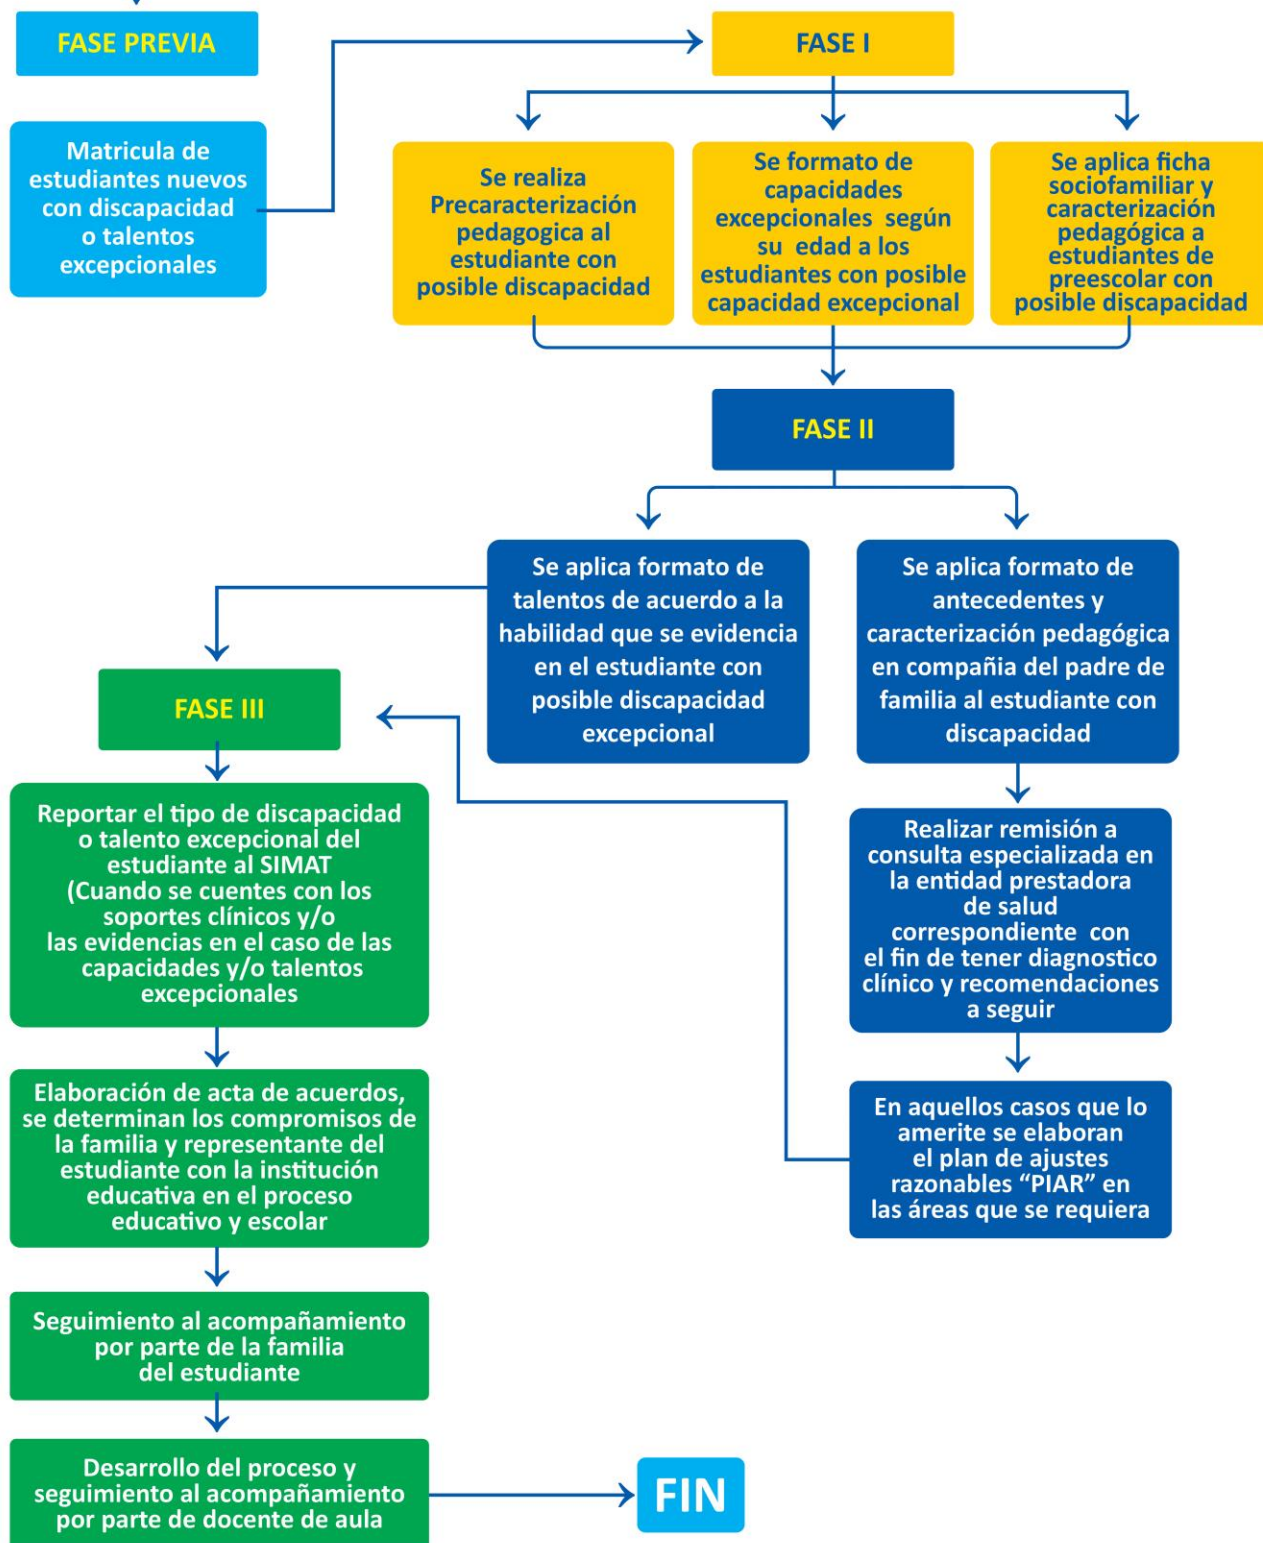 FASE PREVIA
Matricula de
estudiantes nuevos
con discapacidad
o talentos
excepcionales
FASE I
Se realiza
Precaracterización
pedagogica al
estudiante con
posible discapacidad
Se formato de
capacidades
excepcionales según
su edad a los
estudiantes con posible
capacidad excepcional
Se aplica ficha
sociofamiliar y
caracterización
pedagógica a
estudiantes de
preescolar con
posible discapacidad
FASE II
Se aplica formato de
talentos de acuerdo a la
habilidad que se evidencia
en el estudiante con
posible discapacidad
excepcional
Se aplica formato de
antecedentes y
caracterización pedagógica
en compañia del padre de
familia al estudiante con
discapacidad
Realizar remisión a
consulta especializada en
la entidad prestadora
de salud
correspondiente con
el fin de tener diagnostico
clínico y recomendaciones
a seguir
En aquellos casos que lo
amerite se elaboran
el plan de ajustes
razonables “PIAR” en
las áreas que se requiera
FASE III
Reportar el tipo de discapacidad
o talento excepcional del
estudiante al SIMAT
(Cuando se cuentes con los
soportes clínicos y/o
las evidencias en el caso de las
capacidades y/o talentos
excepcionales
Elaboración de acta de acuerdos,
se determinan los compromisos de
la familia y representante del
estudiante con la institución
educativa en el proceso
educativo y escolar
Seguimiento al acompañamiento
por parte de la familia
del estudiante
Desarrollo del proceso y
seguimiento al acompañamiento
por parte de docente de aula
FIN